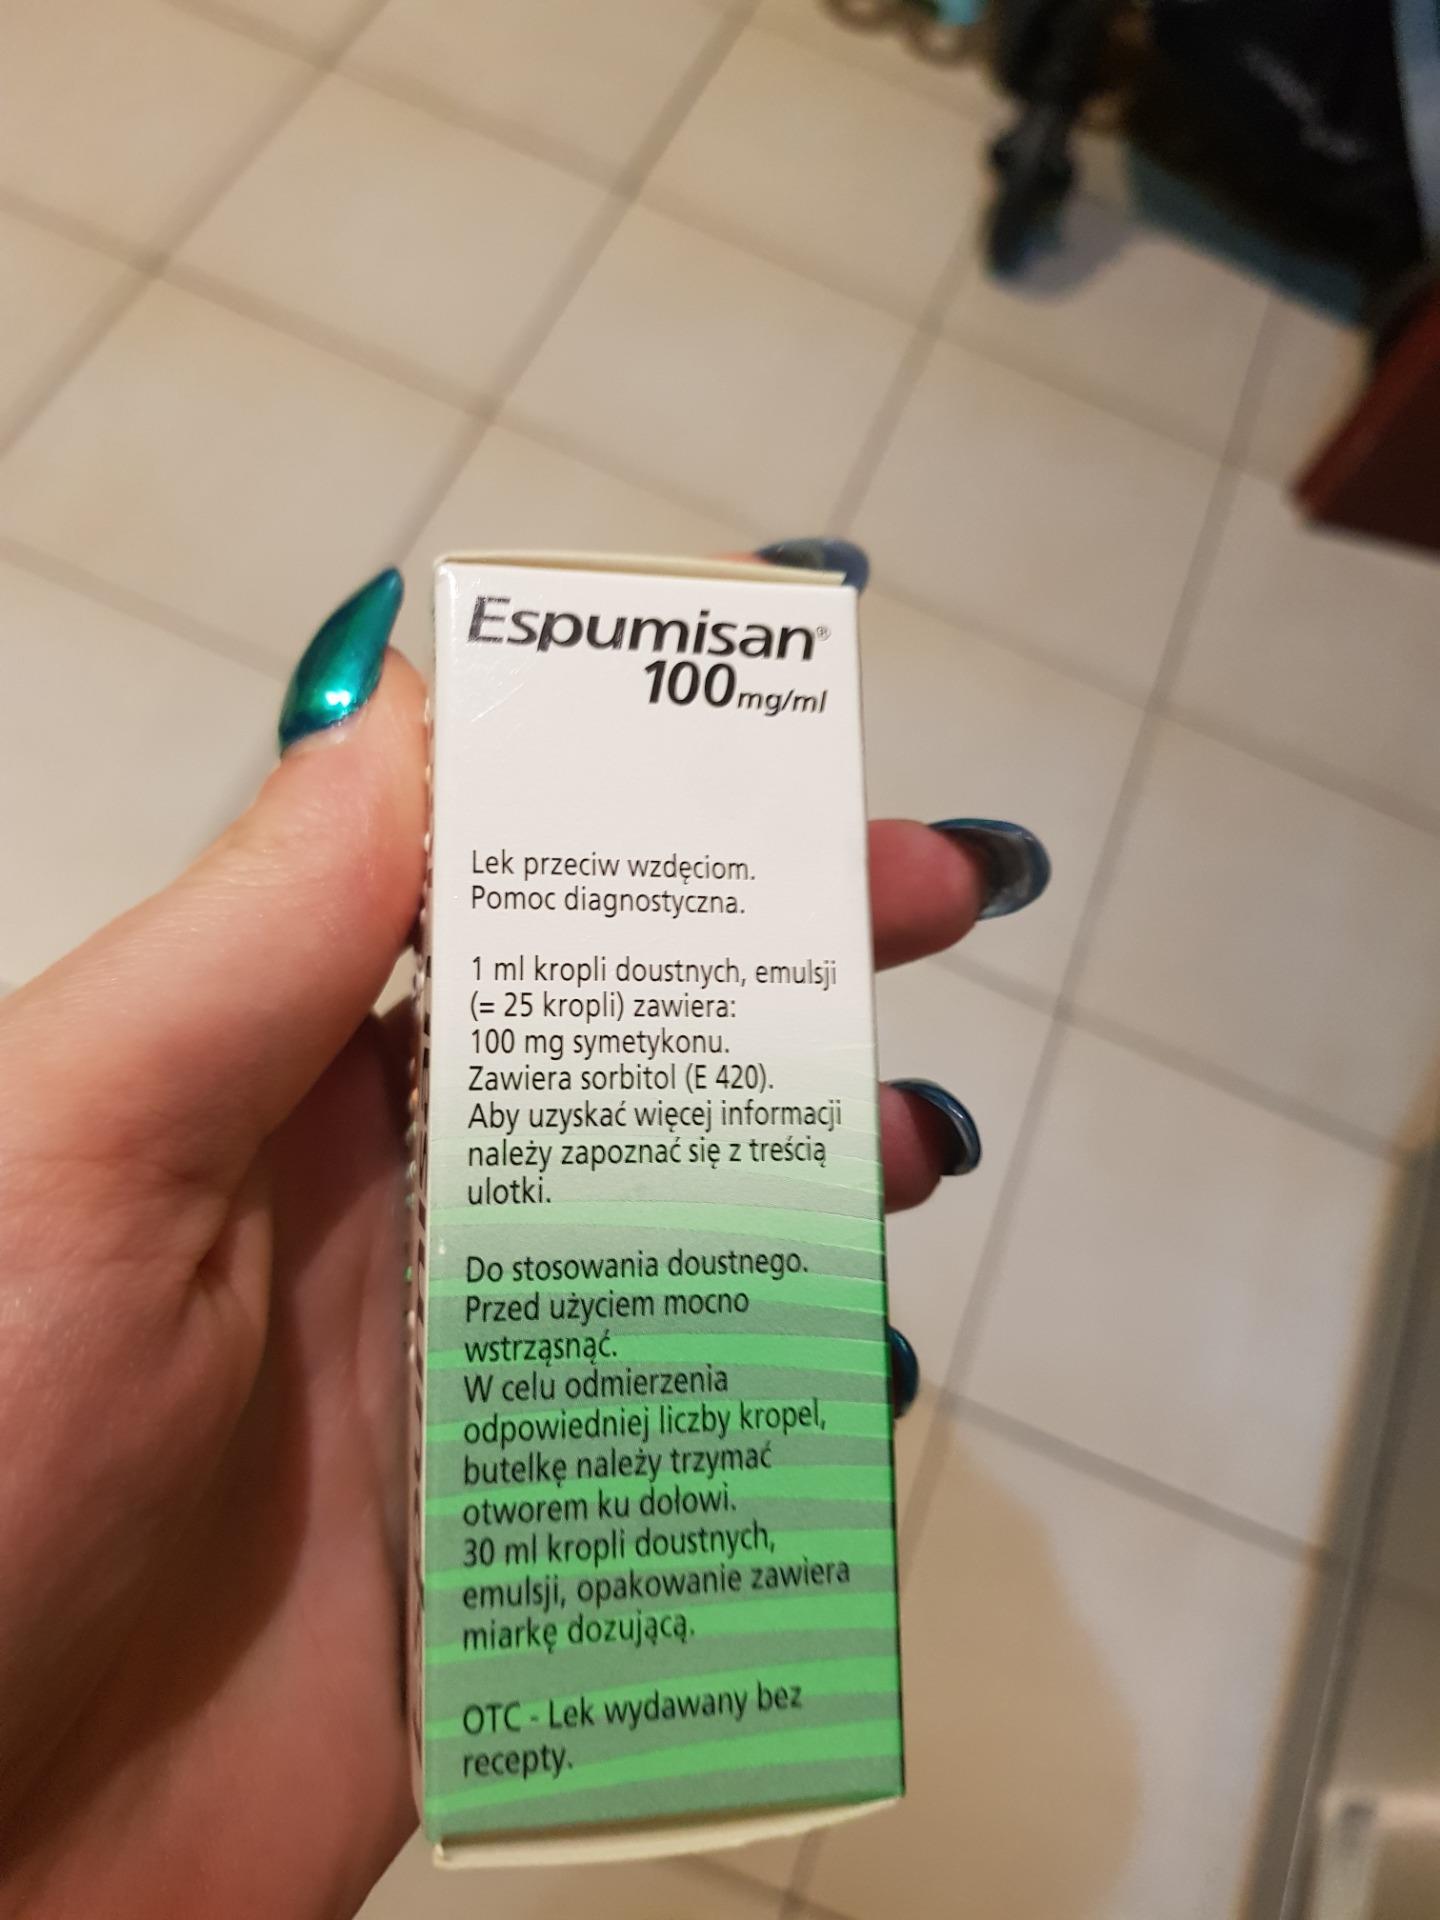 Espumisan®
100 mg/ml
Lek przeciw wzdęciom.
Pomoc diagnostyczna.
1 ml kropli doustnych, emulsji
(= 25 kropli) zawiera:
100 mg symetykonu.
Zawiera sorbitol (E 420).
Aby uzyskać więcej informacji
należy zapoznać się z treścią
ulotki.
Do stosowania doustnego.
Przed użyciem mocno
wstrząsnąć.
W celu odmierzenia
odpowiedniej liczby kropel,
butelkę należy trzymać
otworem ku dołowi.
30 ml kropli doustnych,
emulsji, opakowanie zawiera
miarkę dozującą.
OTC - Lek wydawany bez
recepty.